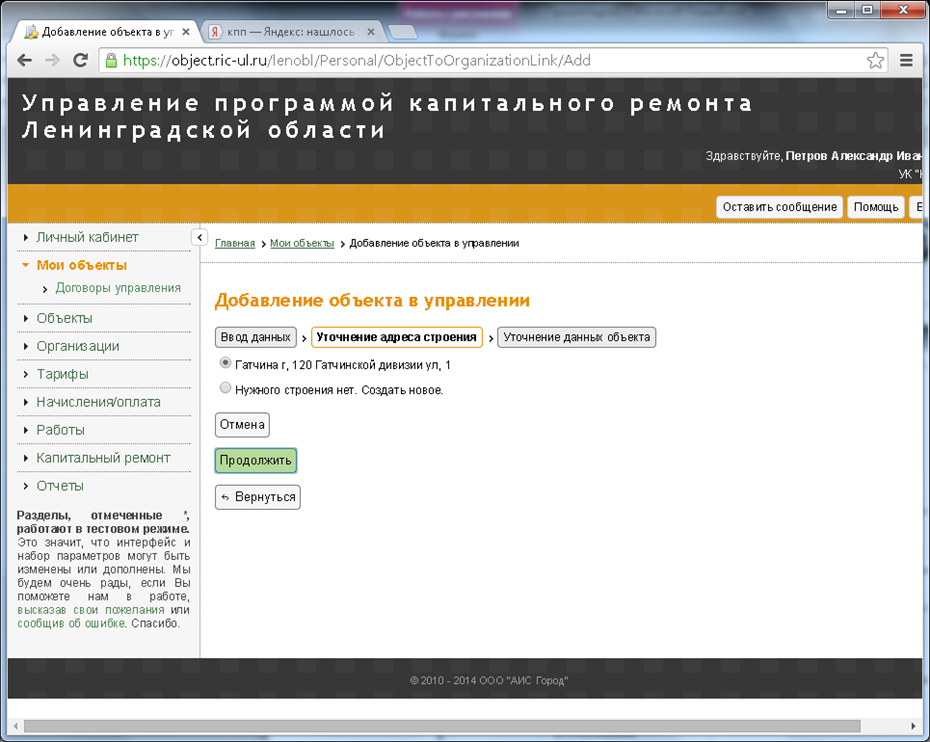 Добавление объекта в уг
кпп — Яндекс: нашлось
https://object.ric-ul.ru/lenobl/Personal/ObjectToOrganizationLink/Add
Управление программой капитального ремонта
Ленинградской области
Здравствуйте, Петров Александр Иван
УК "К
Оставить сообщение
Помощь
Личный кабинет
Мои объекты
Договоры управления
Объекты
Организации
Тарифы
Начисления/оплата
Работы
Капитальный ремонт
Отчеты
Разделы, отмеченные *,
работают в тестовом режиме.
Это значит, что интерфейс и
набор параметров могут быть
изменены или дополнены. Мы
будем очень рады, если Вы
поможете нам в работе,
высказав свои пожелания или
сообщив об ошибке. Спасибо.
Главная › Мои объекты › Добавление объекта в управлении
Добавление объекта в управлении
Ввод данных › Уточнение адреса строения › Уточнение данных объекта
Гатчина г, 120 Гатчинской дивизии ул, 1
Нужного строения нет. Создать новое.
Отмена
Продолжить
Вернуться
© 2010 - 2014 ООО "АИС Город"